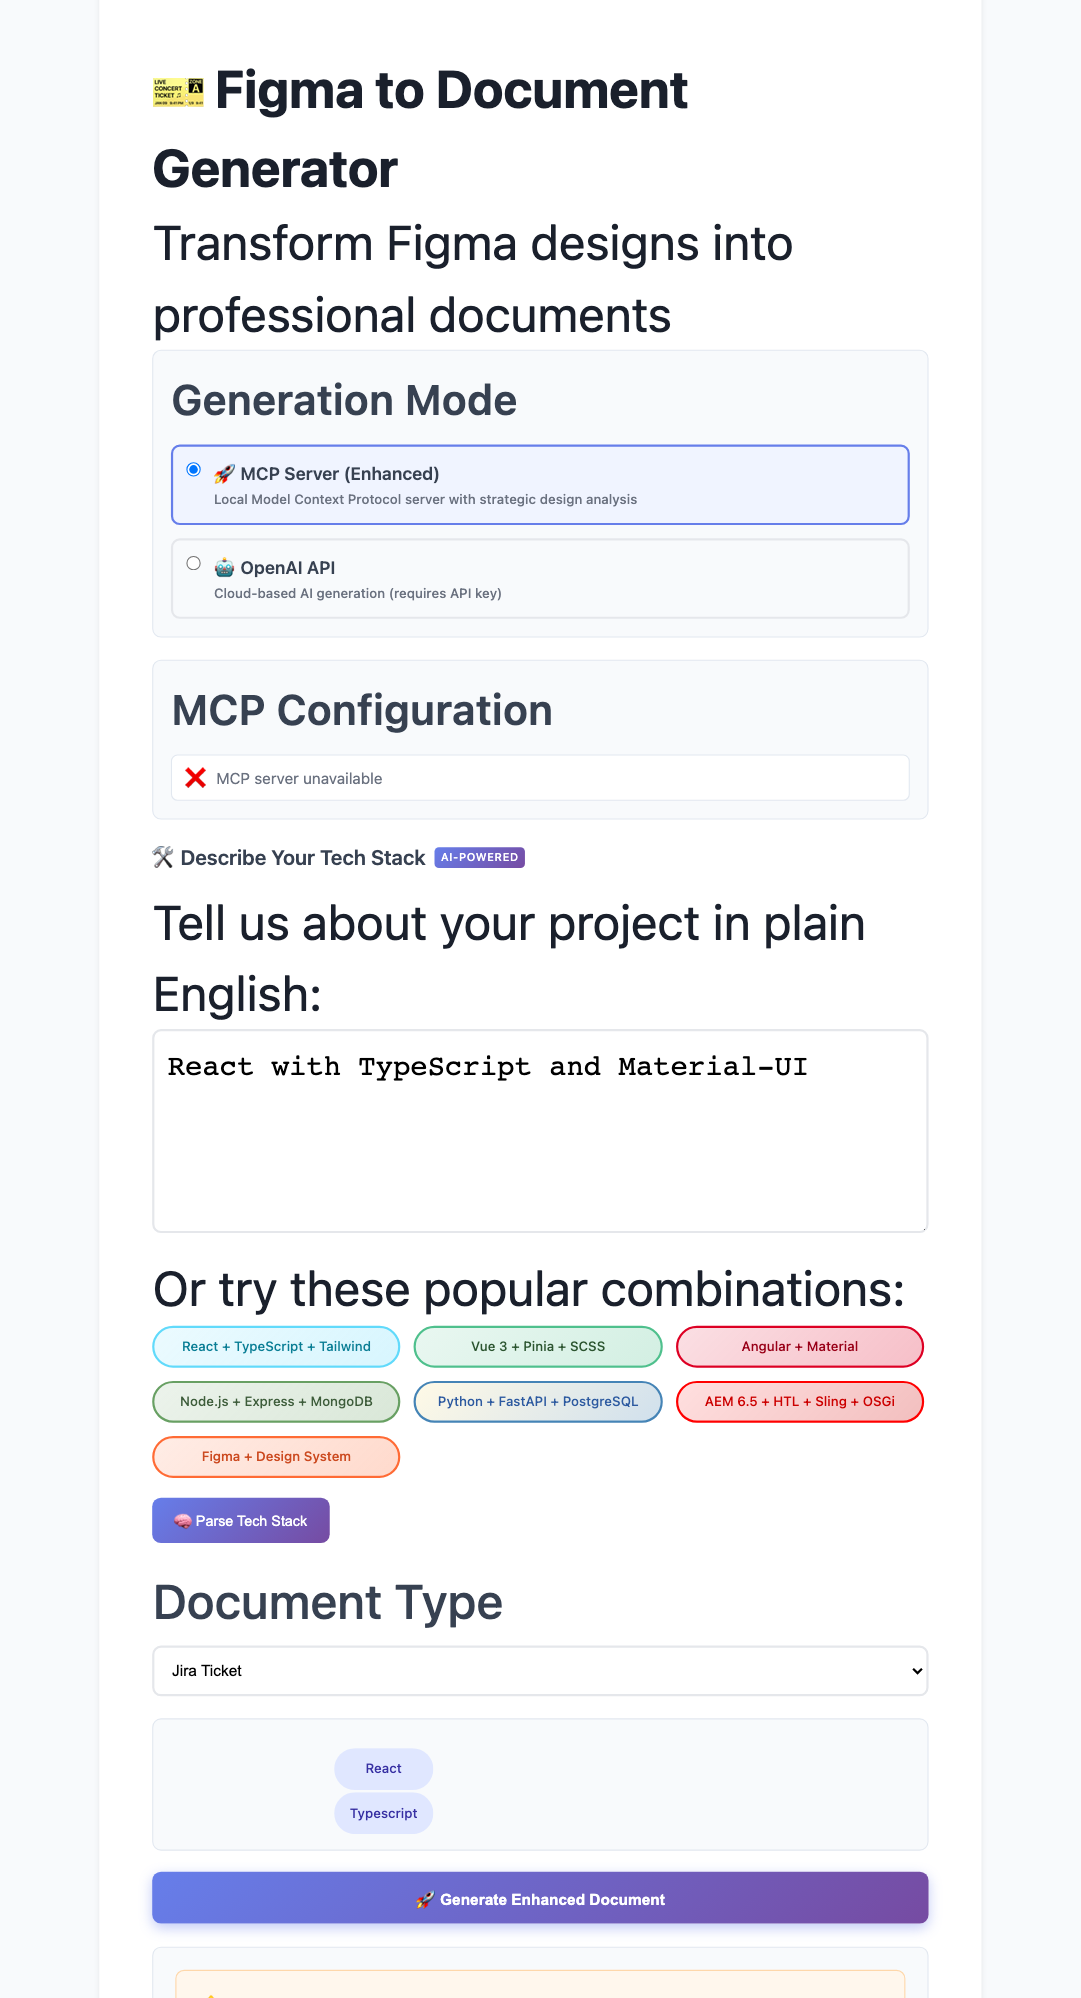 Figma to Document
Generator
Transform Figma designs into
professional documents
Generation Mode
MCP Server (Enhanced)
Local Model Context Protocol server with strategic design analysis
OpenAI API
Cloud-based AI generation (requires API key)
MCP Configuration
MCP server unavailable
Describe Your Tech Stack AI-POWERED
Tell us about your project in plain
English:
React with TypeScript and Material-UI
Or try these popular combinations:
React + TypeScript + Tailwind
Vue 3 + Pinia + SCSS
Angular + Material
Node.js + Express + MongoDB
Python + FastAPI + PostgreSQL
AEM 6.5 + HTL + Sling + OSGi
Figma + Design System
Parse Tech Stack
Document Type
Jira Ticket
React
Typescript
Generate Enhanced Document